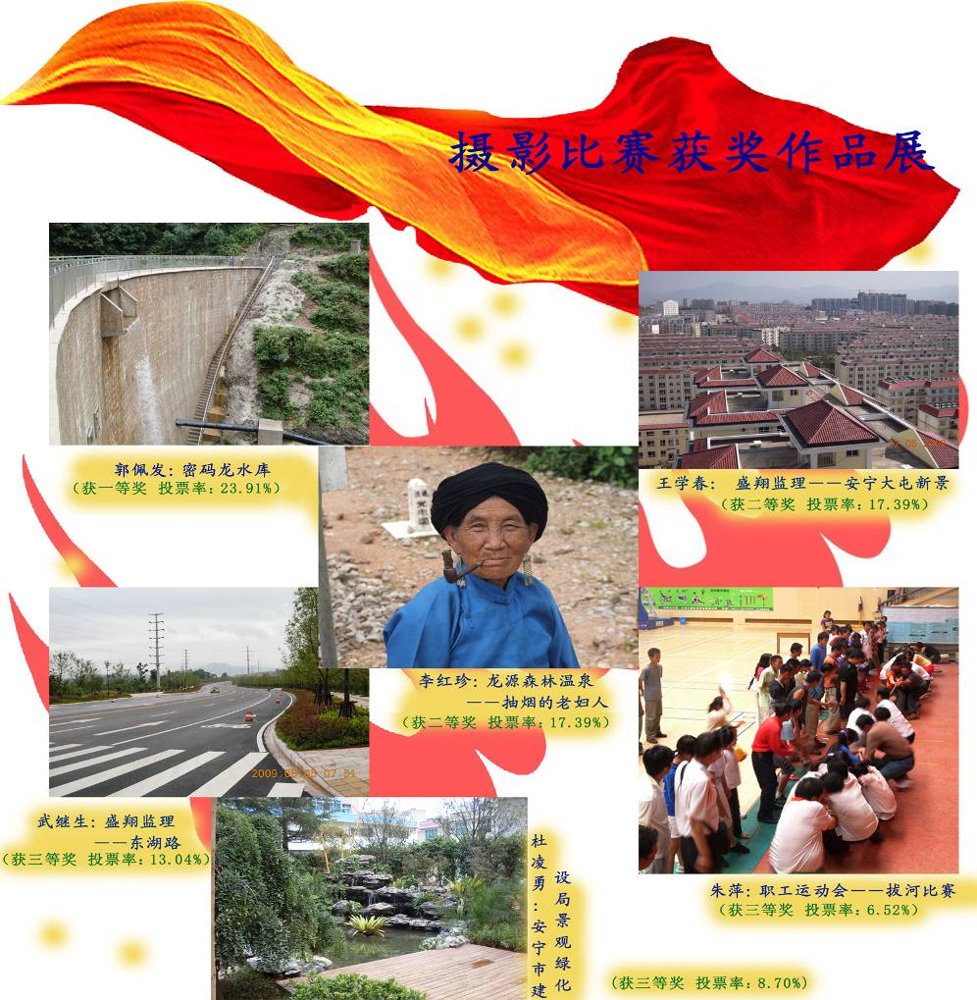 摄影比赛获奖作品展
郭佩发：密码龙水库
（获一等奖 投票率：23.91%）
王学春： 盛翔监理——安宁大屯新景
（获二等奖 投票率：17.39%）
李红珍：龙源森林温泉
——抽烟的老妇人
（获二等奖 投票率：17.39%）
2009.08.05 07:51
武继生：盛翔监理
——东湖路
（获三等奖 投票率：13.04%）
杜凌勇：安宁市建
设局景观绿化
朱萍：职工运动会——拔河比赛
（获三等奖 投票率：6.52%）
（获三等奖 投票率：8.70%）